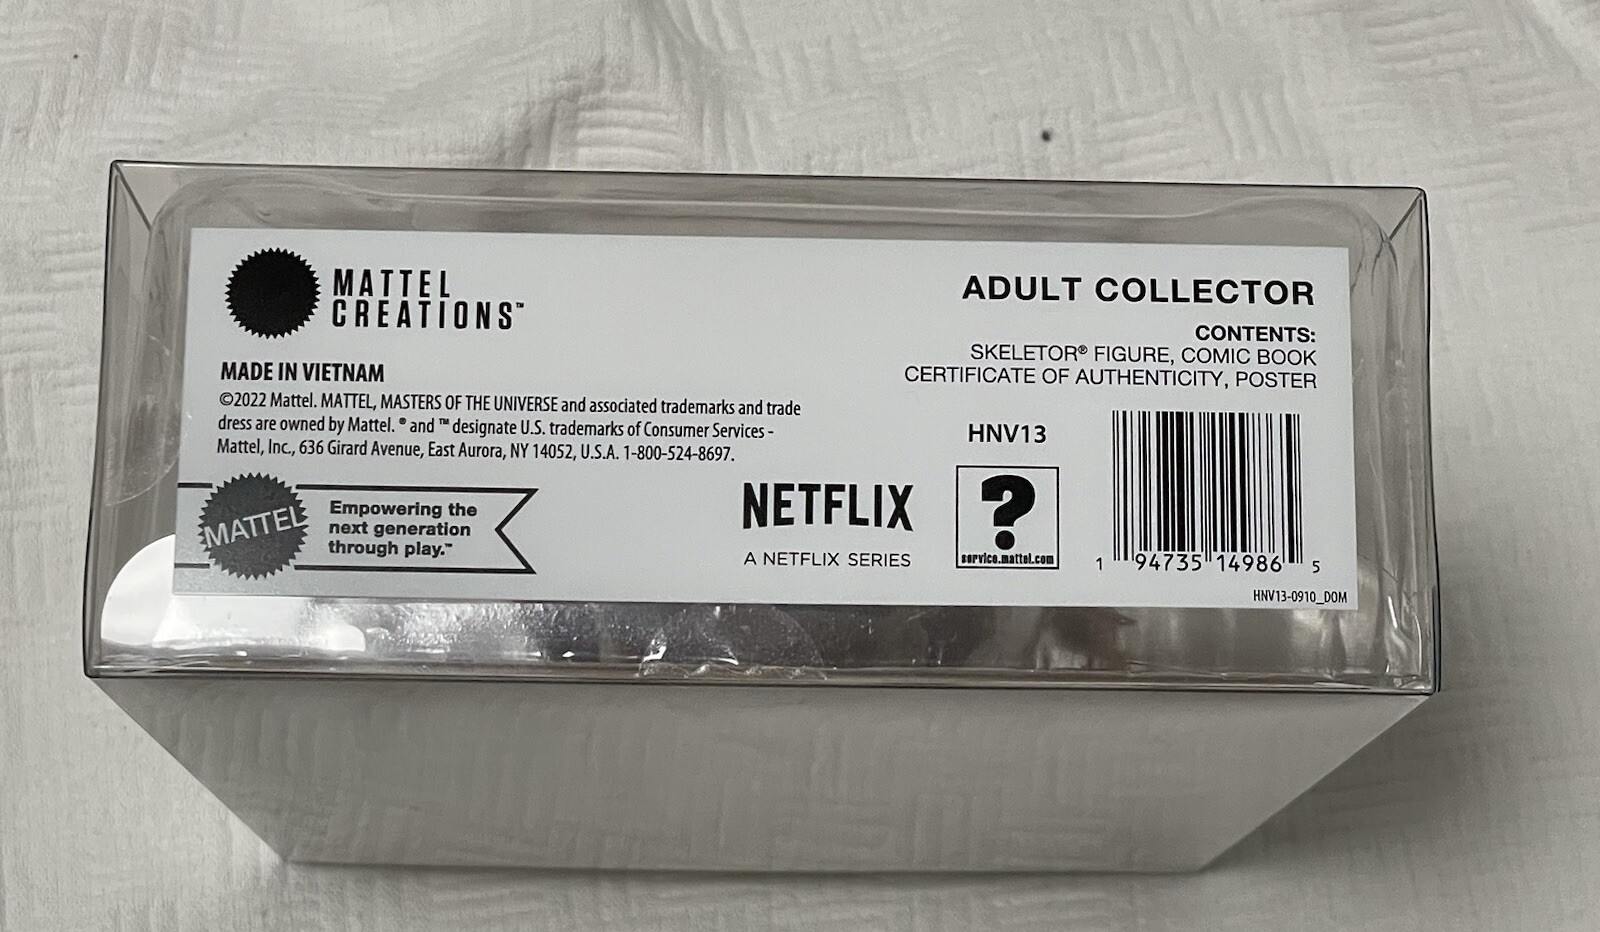 MATTEL
CREATIONS™
MADE IN VIETNAM
©2022 Mattel. MATTEL, MASTERS OF THE UNIVERSE and associated trademarks and trade
dress are owned by Mattel. ® and ™ designate U.S. trademarks of Consumer Services -
Mattel, Inc., 636 Girard Avenue, East Aurora, NY 14052, U.S.A. 1-800-524-8697.
MATTEL
Empowering the
next generation
through play.™
NETFLIX
A NETFLIX SERIES
ADULT COLLECTOR
CONTENTS:
SKELETOR® FIGURE, COMIC BOOK
CERTIFICATE OF AUTHENTICITY, POSTER
HNV13
?
service.mattel.com
1 94735 14986 5
HNV13-0910_DOM